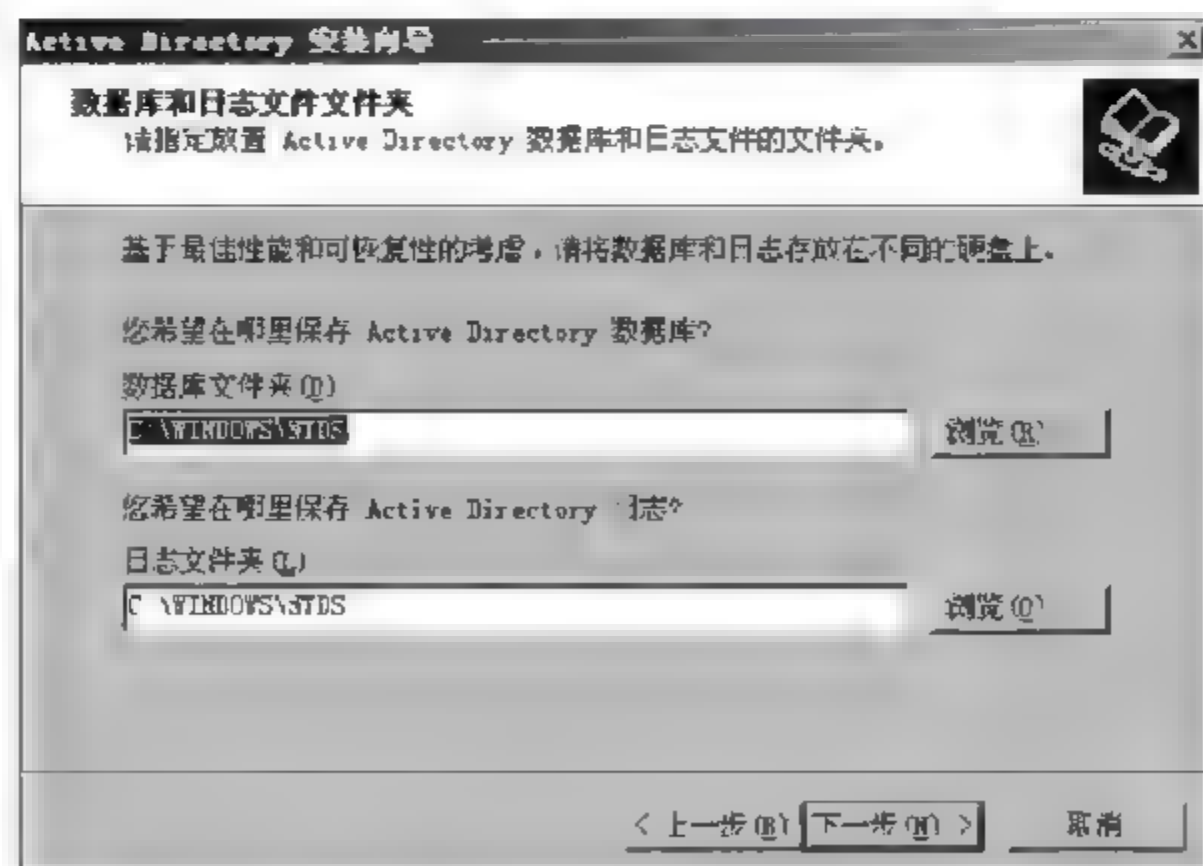 Active Directory 安装向导
数据库和日志文件文件夹
请指定放置 Active Directory 数据库和日志文件的文件夹。
基于最佳性能和可恢复性的考虑，请将数据库和日志存放在不同的硬盘上。
您希望在哪里保存 Active Directory 数据库?
数据库文件夹(D)
C:\WINDOWS\NTDS
浏览(R)
您希望在哪里保存 Active Directory 日志?
日志文件夹(L)
C:\WINDOWS\NTDS
浏览(O)
< 上一步(B) 下一步(N) > 取消